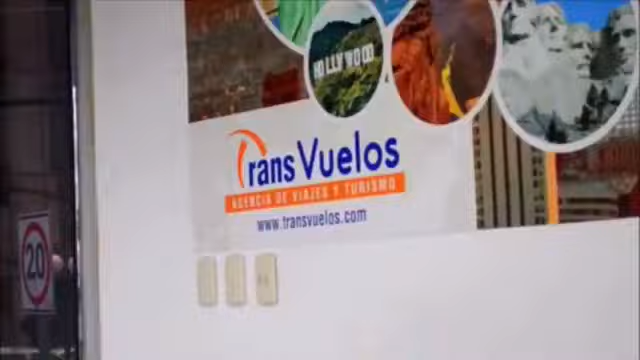 HOLLYWOOD
TransVuelos
AGENCIA DE VIAJES Y TURISMO
www.transvuelos.com
20